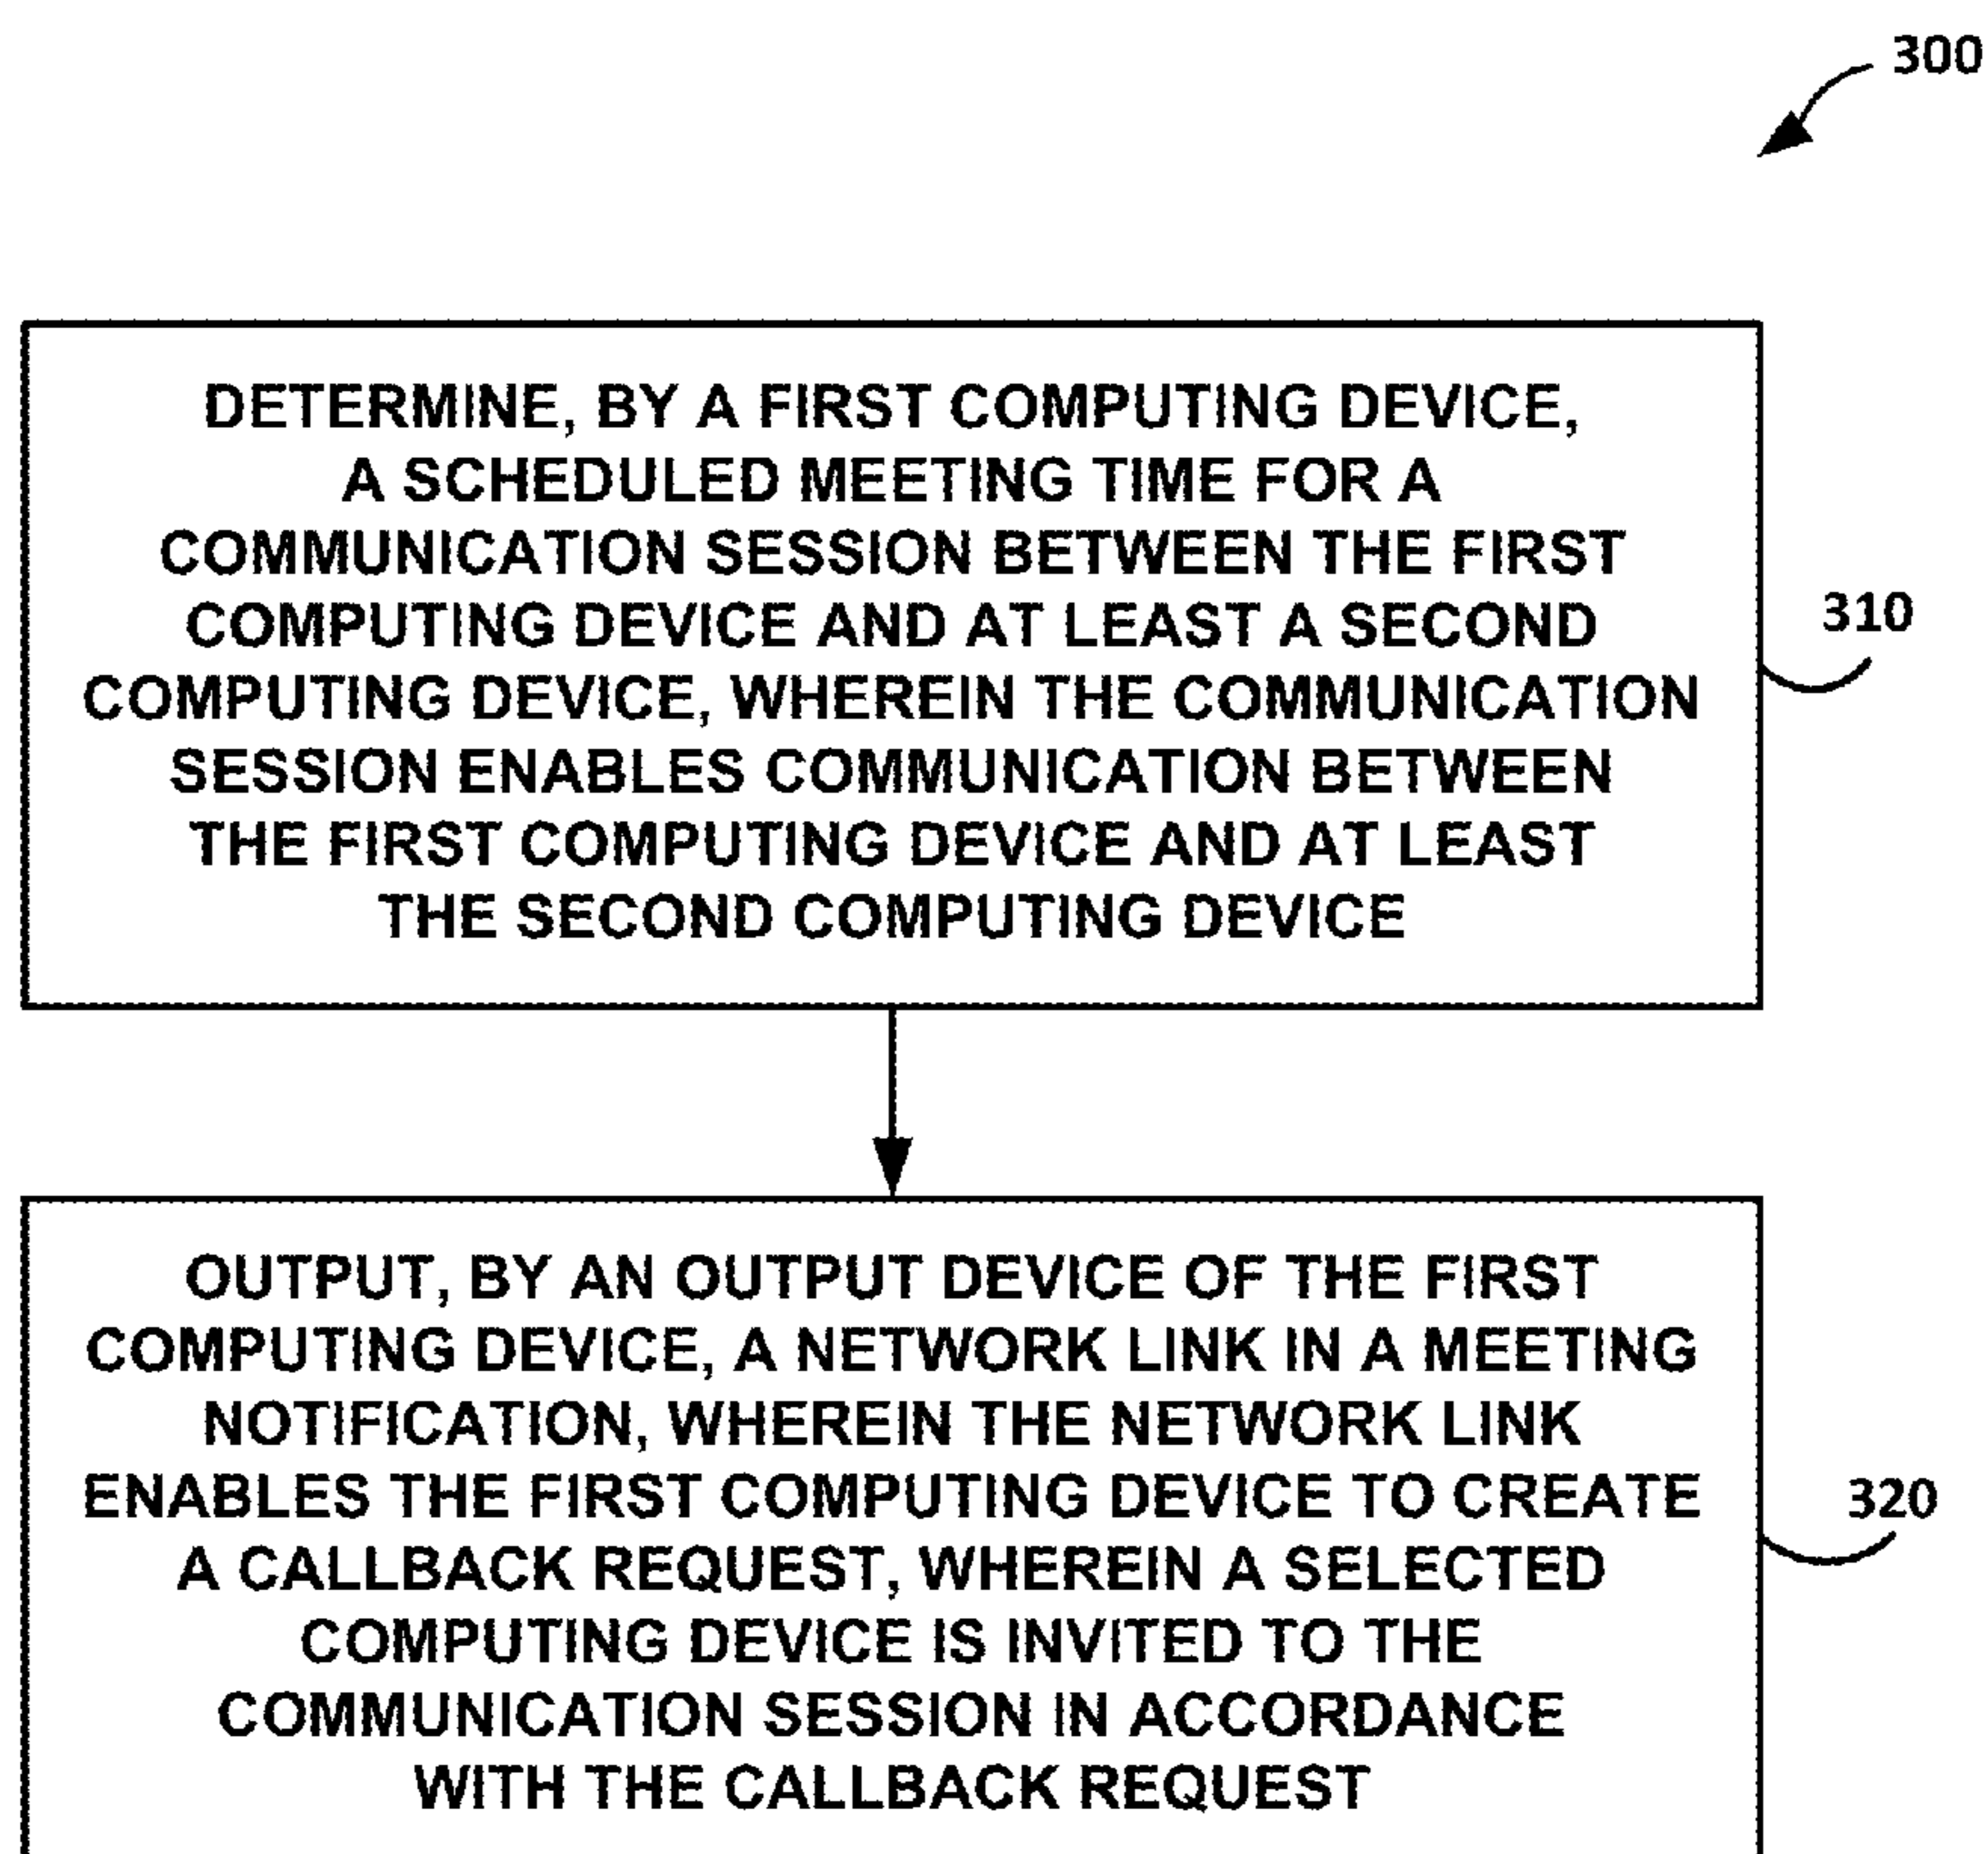 300
DETERMINE, BY A FIRST COMPUTING DEVICE,
A SCHEDULED MEETING TIME FOR A
COMMUNICATION SESSION BETWEEN THE FIRST
COMPUTING DEVICE AND AT LEAST A SECOND
COMPUTING DEVICE, WHEREIN THE COMMUNICATION
SESSION ENABLES COMMUNICATION BETWEEN
THE FIRST COMPUTING DEVICE AND AT LEAST
THE SECOND COMPUTING DEVICE
310
OUTPUT, BY AN OUTPUT DEVICE OF THE FIRST
COMPUTING DEVICE, A NETWORK LINK IN A MEETING
NOTIFICATION, WHEREIN THE NETWORK LINK
ENABLES THE FIRST COMPUTING DEVICE TO CREATE
A CALLBACK REQUEST, WHEREIN A SELECTED
COMPUTING DEVICE IS INVITED TO THE
COMMUNICATION SESSION IN ACCORDANCE
WITH THE CALLBACK REQUEST
320